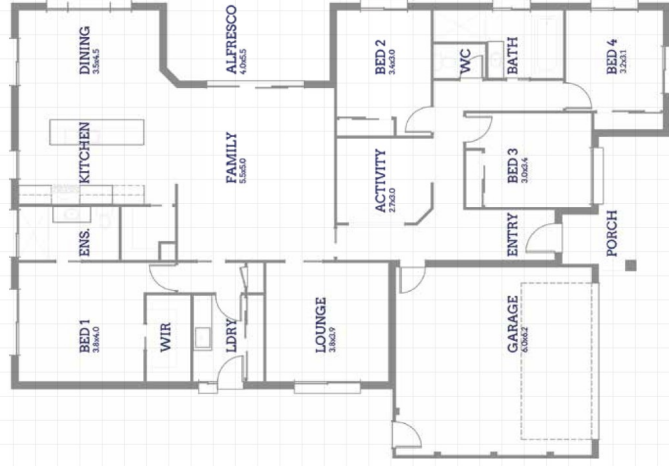 DINING
3.5x4.5
ALFRESCO
4.0x5.5
BED 2
3.4x3.0
WC
BATH
BED 4
3.2x3.1
KITCHEN
FAMILY
5.5x5.0
ACTIVITY
2.7x3.0
BED 3
3.0x3.4
ENS.
ENTRY
PORCH
BED 1
3.8x4.0
WIR
LDRY
LOUNGE
3.8x3.9
GARAGE
6.0x6.2